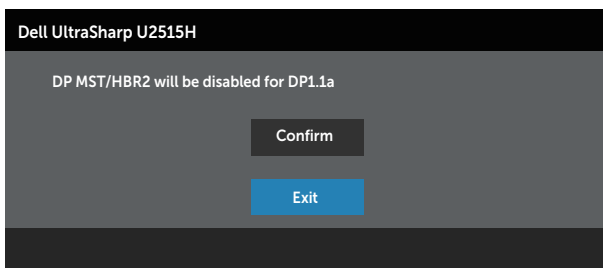 Dell UltraSharp U2515H
DP MST/HBR2 will be disabled for DP1.1a
Confirm
Exit